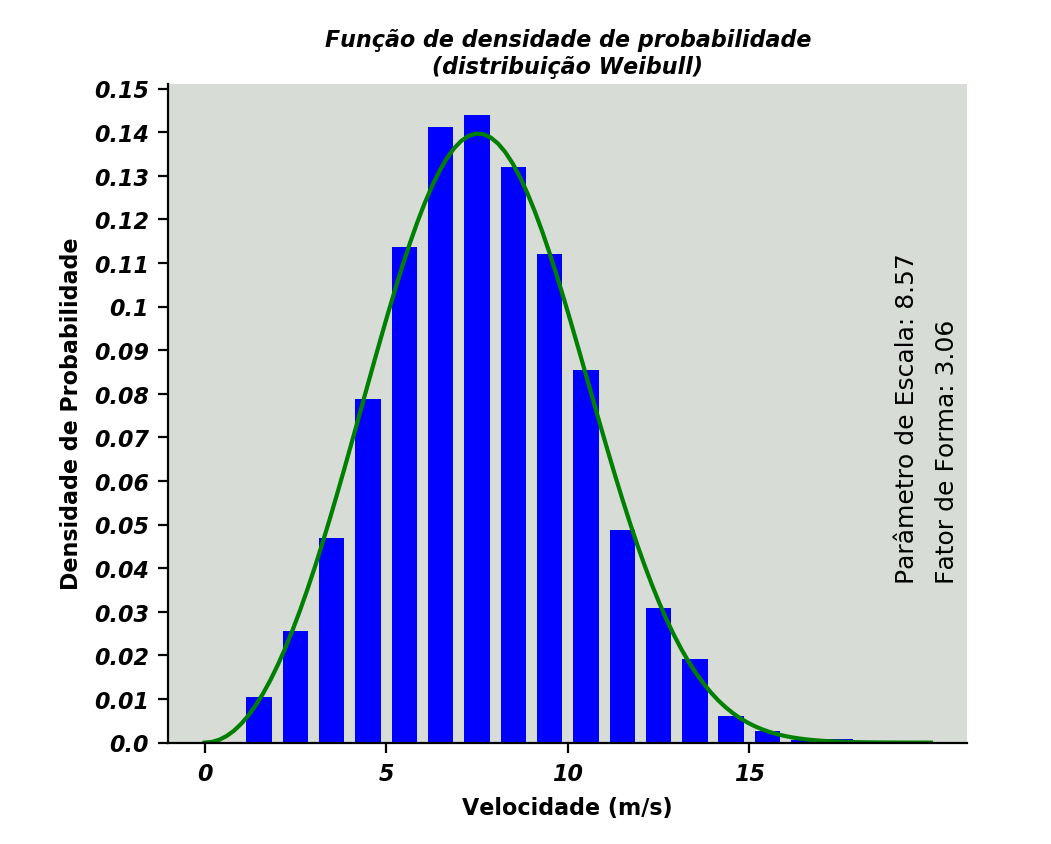 Função de densidade de probabilidade
(distribuição Weibull)
Densidade de Probabilidade
0.15
0.14
0.13
0.12
0.11
0.1
0.09
0.08
0.07
0.06
0.05
0.04
0.03
0.02
0.01
0.0
Parâmetro de Escala: 8.57
Fator de Forma: 3.06
0 5 10 15
Velocidade (m/s)